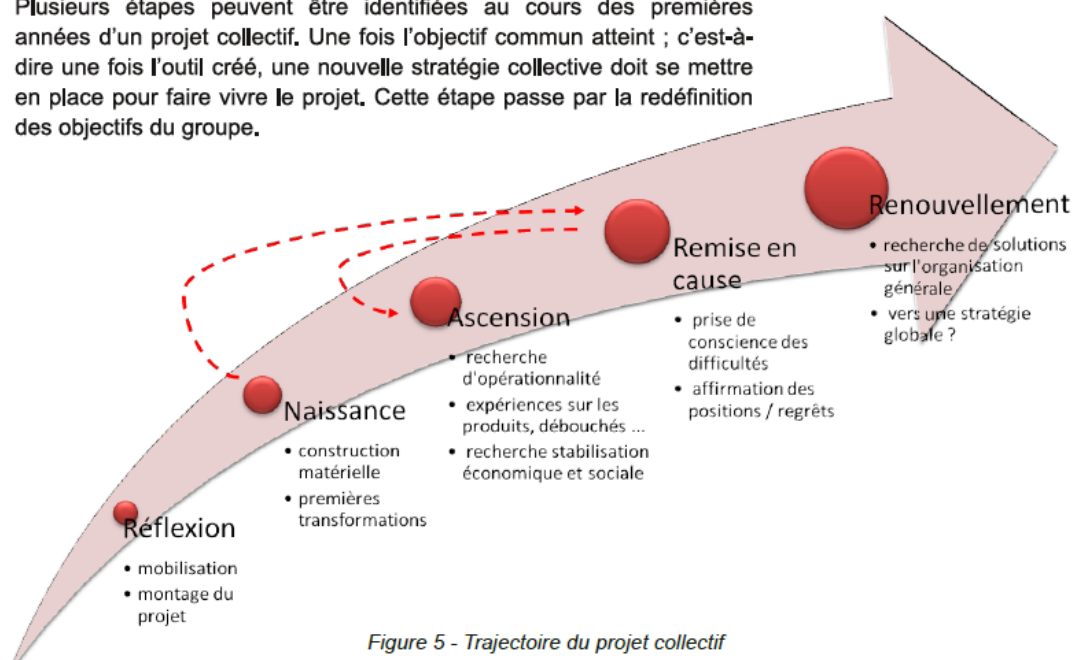 Plusieurs étapes peuvent être identifiées au cours des premières
années d'un projet collectif. Une fois l'objectif commun atteint ; c'est-à-
dire une fois l'outil créé, une nouvelle stratégie collective doit se mettre
en place pour faire vivre le projet. Cette étape passe par la redéfinition
des objectifs du groupe.
Réflexion
• mobilisation
• montage du
projet
Naissance
• construction
matérielle
• premières
transformations
Ascension
• recherche
d'opérationnalité
• expériences sur les
produits, débouchés ...
• recherche stabilisation
économique et sociale
Remise en
cause
• prise de
conscience des
difficultés
• affirmation des
positions / regrêts
Renouvellement
• recherche de solutions
sur l'organisation
générale
• vers une stratégie
globale ?
Figure 5 - Trajectoire du projet collectif